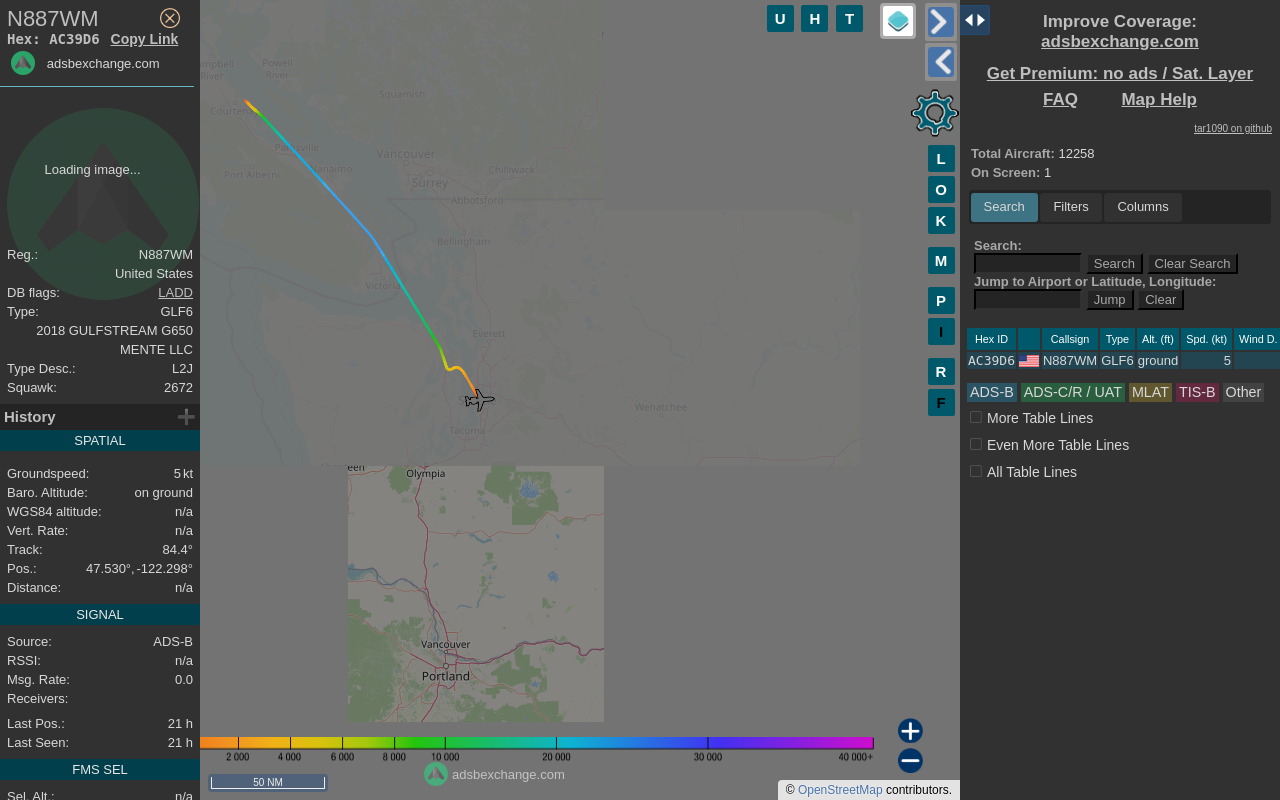 N887WM
Hex: AC39D6 Copy Link
adsbexchange.com
Loading image...
Reg.: N887WM
United States
DB flags: LADD
Type: GLF6
2018 GULFSTREAM G650
MENTE LLC
Type Desc.: L2J
Squawk: 2672
History
SPATIAL
Groundspeed: 5 kt
Baro. Altitude: on ground
WGS84 altitude: n/a
Vert. Rate: n/a
Track: 84.4°
Pos.: 47.530°, -122.298°
Distance: n/a
SIGNAL
Source: ADS-B
RSSI: n/a
Msg. Rate: 0.0
Receivers:
Last Pos.: 21 h
Last Seen: 21 h
FMS SEL
Sel. Alt.: n/a
Powell
River
River
Squamish
Vancouver
Surrey
Chilliwack
Port Alberni
Abbotsford
Bellingham
Everett
Wenatchee
Tacoma
Olympia
Vancouver
Portland
U H T
L
O
K
M
P
I
R
F
2 000 4 000 6 000 8 000 10 000 20 000 30 000 40 000+
adsbexchange.com
50 NM
© OpenStreetMap contributors.
Improve Coverage:
adsbexchange.com
Get Premium: no ads / Sat. Layer
FAQ Map Help
tar1090 on github
Total Aircraft: 12258
On Screen: 1
Search Filters Columns
Search:
Search Clear Search
Jump to Airport or Latitude, Longitude:
Jump Clear
Hex ID Callsign Type Alt. (ft) Spd. (kt) Wind D.
AC39D6 N887WM GLF6 ground 5
ADS-B ADS-C/R / UAT MLAT TIS-B Other
More Table Lines
Even More Table Lines
All Table Lines